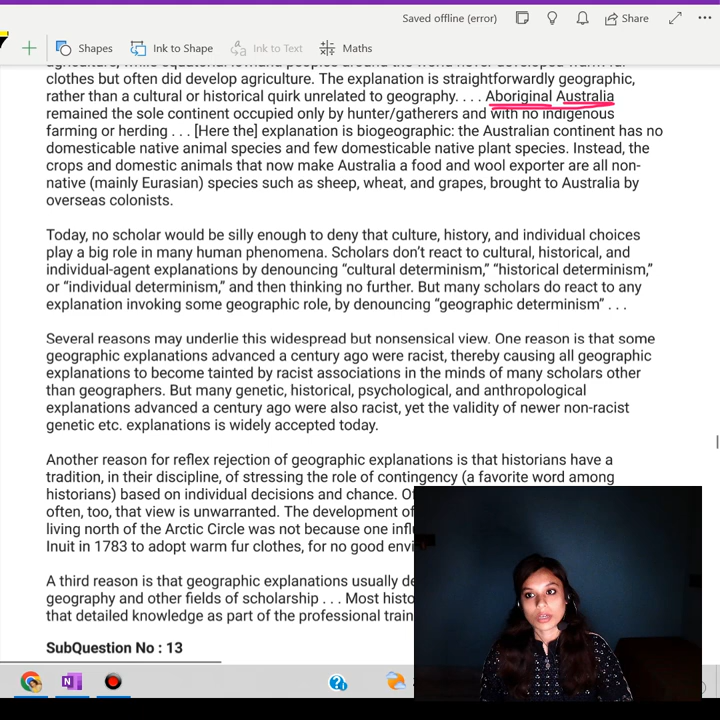 Saved offline (error)
Share
Shapes
Ink to Shape
Ink to Text
Maths
clothes but often did develop agriculture. The explanation is straightforwardly geographic,
rather than a cultural or historical quirk unrelated to geography. . . . Aboriginal Australia
remained the sole continent occupied only by hunter/gatherers and with no indigenous
farming or herding . . . [Here the] explanation is biogeographic: the Australian continent has no
domesticable native animal species and few domesticable native plant species. Instead, the
crops and domestic animals that now make Australia a food and wool exporter are all non-
native (mainly Eurasian) species such as sheep, wheat, and grapes, brought to Australia by
overseas colonists.
Today, no scholar would be silly enough to deny that culture, history, and individual choices
play a big role in many human phenomena. Scholars don’t react to cultural, historical, and
individual-agent explanations by denouncing “cultural determinism,” “historical determinism,”
or “individual determinism,” and then thinking no further. But many scholars do react to any
explanation invoking some geographic role, by denouncing “geographic determinism” . . .
Several reasons may underlie this widespread but nonsensical view. One reason is that some
geographic explanations advanced a century ago were racist, thereby causing all geographic
explanations to become tainted by racist associations in the minds of many scholars other
than geographers. But many genetic, historical, psychological, and anthropological
explanations advanced a century ago were also racist, yet the validity of newer non-racist
genetic etc. explanations is widely accepted today.
Another reason for reflex rejection of geographic explanations is that historians have a
tradition, in their discipline, of stressing the role of contingency (a favorite word among
historians) based on individual decisions and chance.
often, too, that view is unwarranted. The development of
living north of the Arctic Circle was not because one
Inuit in 1783 to adopt warm fur clothes, for no good
A third reason is that geographic explanations usually
geography and other fields of scholarship . . . Most
that detailed knowledge as part of the professional
SubQuestion No : 13